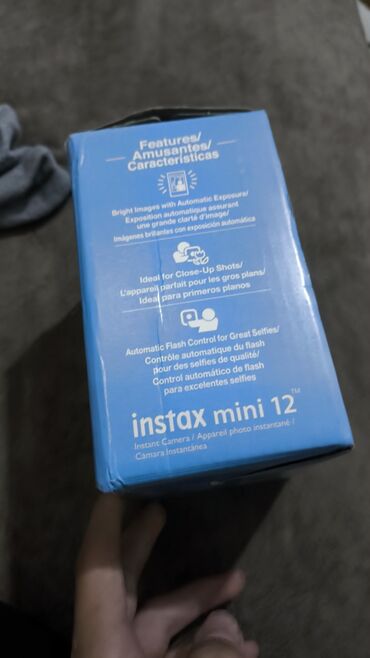 Features/
Amusantes/
Características
Bright Images with Automatic Exposure/
Exposition automatique assurant
une grande clarté d'image/
Imágenes brillantes con exposición automática
Ideal for Close-Up Shots/
L'appareil parfait pour les gros plans/
Ideal para primeros planos
Automatic Flash Control for Great Selfies/
Contrôle automatique du flash
pour des selfies de qualité/
Control automático de flash
para excelentes selfies
instax mini 12™
Instant Camera / Appareil photo instantané /
Cámara Instantánea